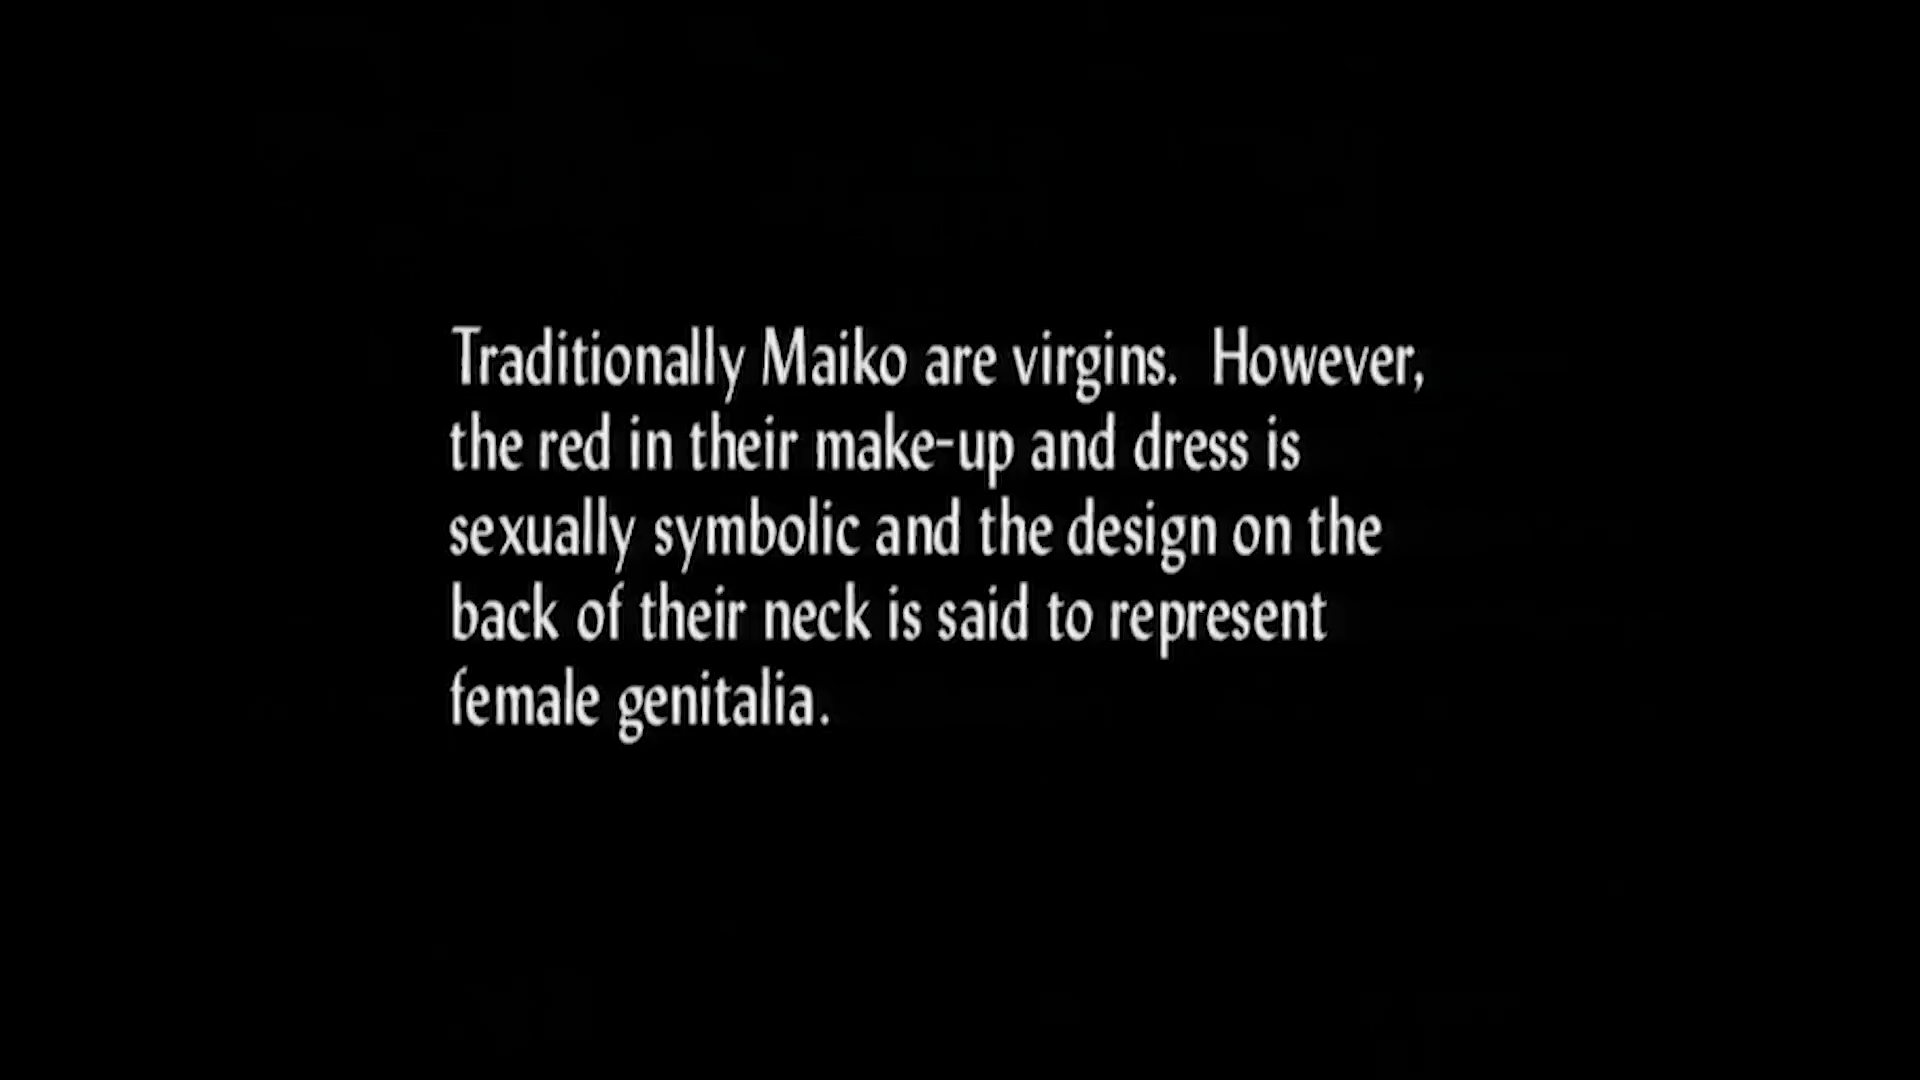 Traditionally Maiko are virgins.  However,
the red in their make-up and dress is
sexually symbolic and the design on the
back of their neck is said to represent
female genitalia.